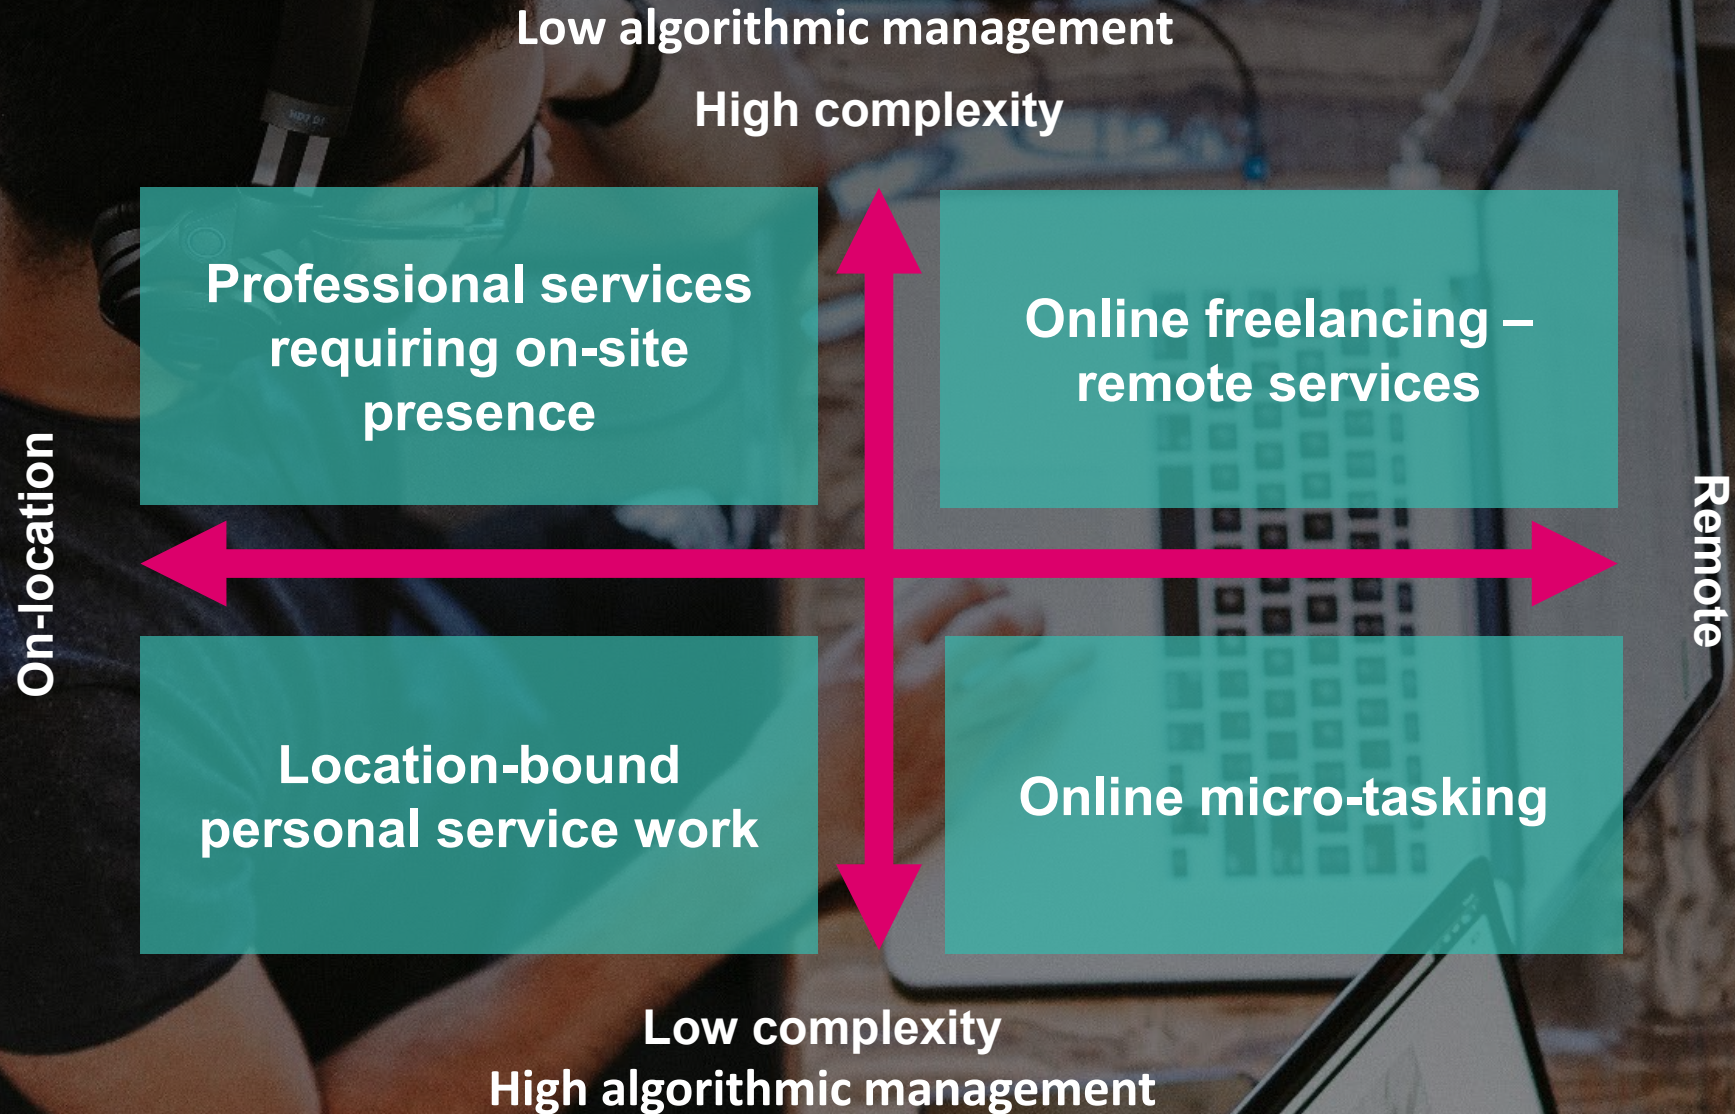 Low algorithmic management
High complexity
Professional services
requiring on-site
presence
Online freelancing –
remote services
On-location
Remote
Location-bound
personal service work
Online micro-tasking
Low complexity
High algorithmic management